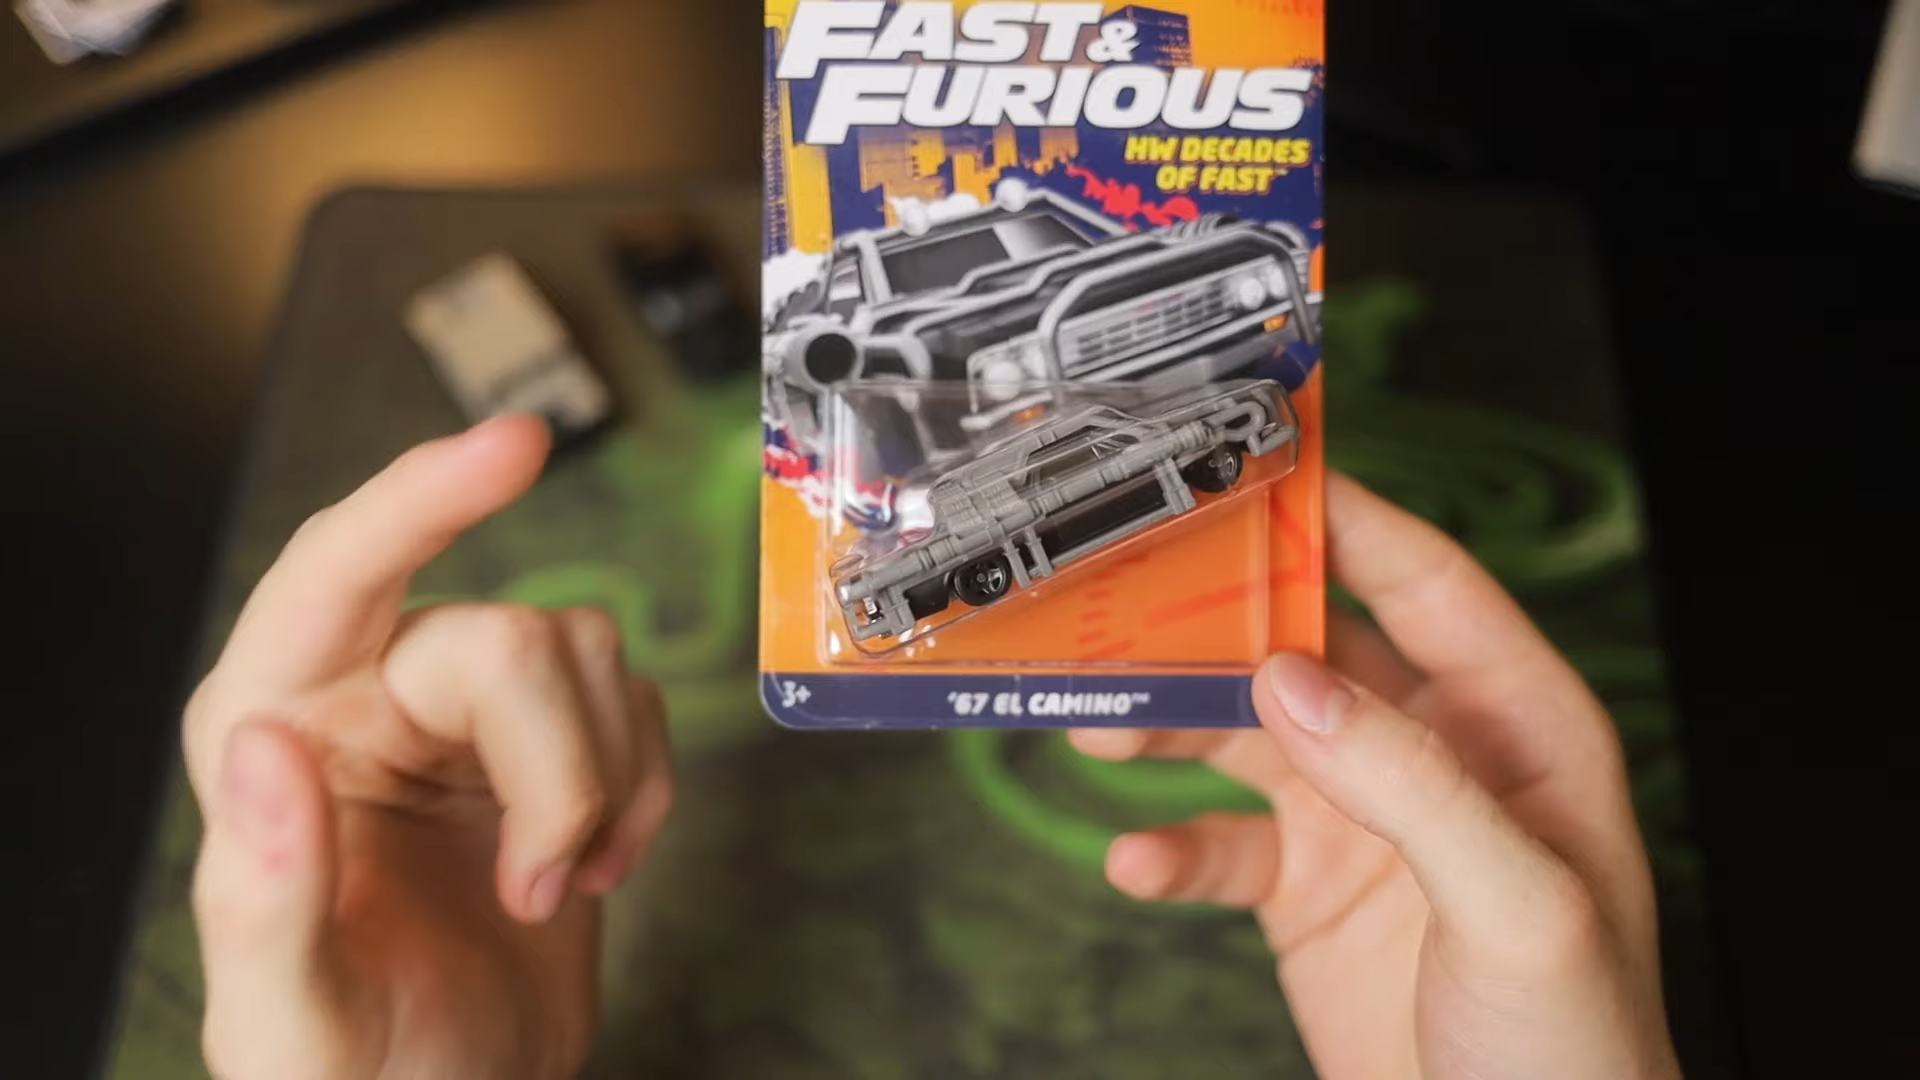 FAST &
FURIOUS
HW DECADES
OF FAST™
3+
'67 EL CAMINO™